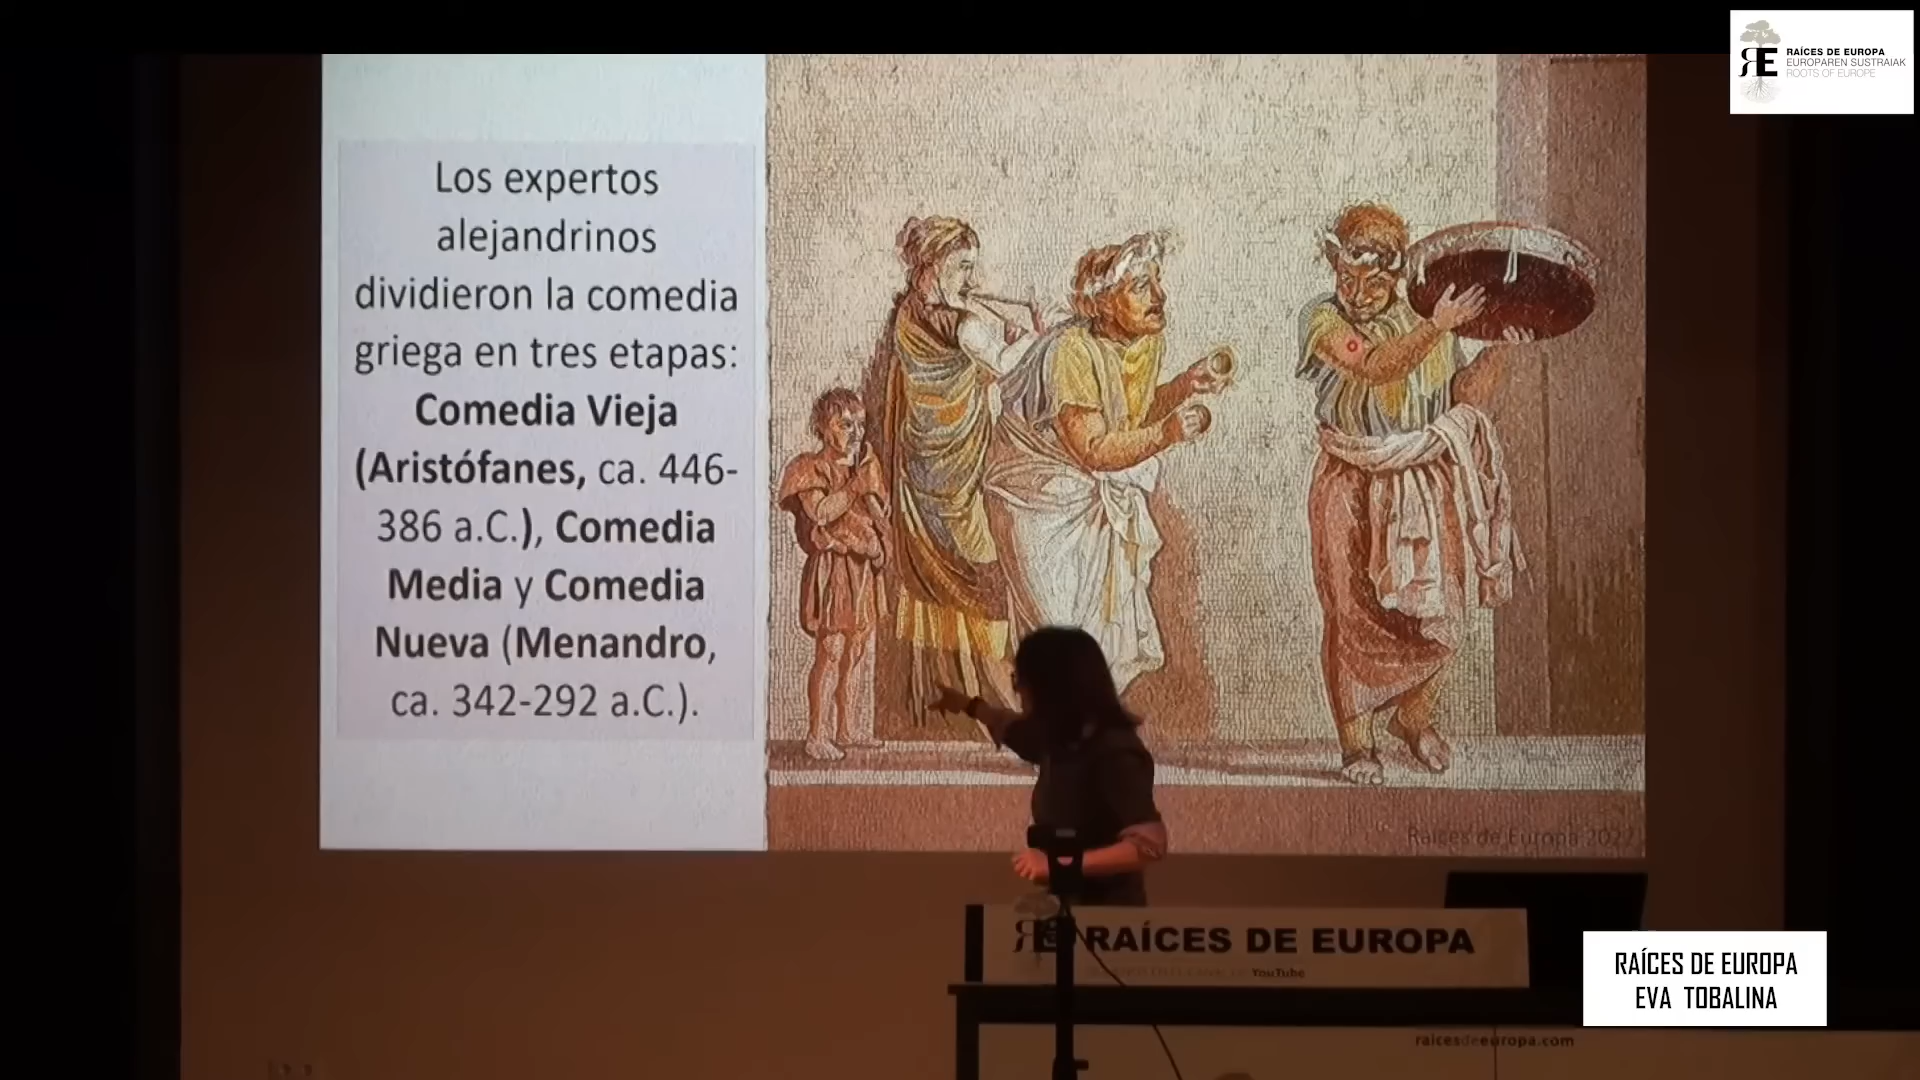 RAÍCES DE EUROPA
EUROPAREN SUSTRAIAK
ROOTS OF EUROPE
Los expertos
alejandrinos
dividieron la comedia
griega en tres etapas:
Comedia Vieja
(Aristófanes, ca. 446-
386 a.C.), Comedia
Media y Comedia
Nueva (Menandro,
ca. 342-292 a.C.).
Raíces de Europa 2022
RAÍCES DE EUROPA
YouTube
RAÍCES DE EUROPA
EVA TOBALINA
raicesdeeuropa.com